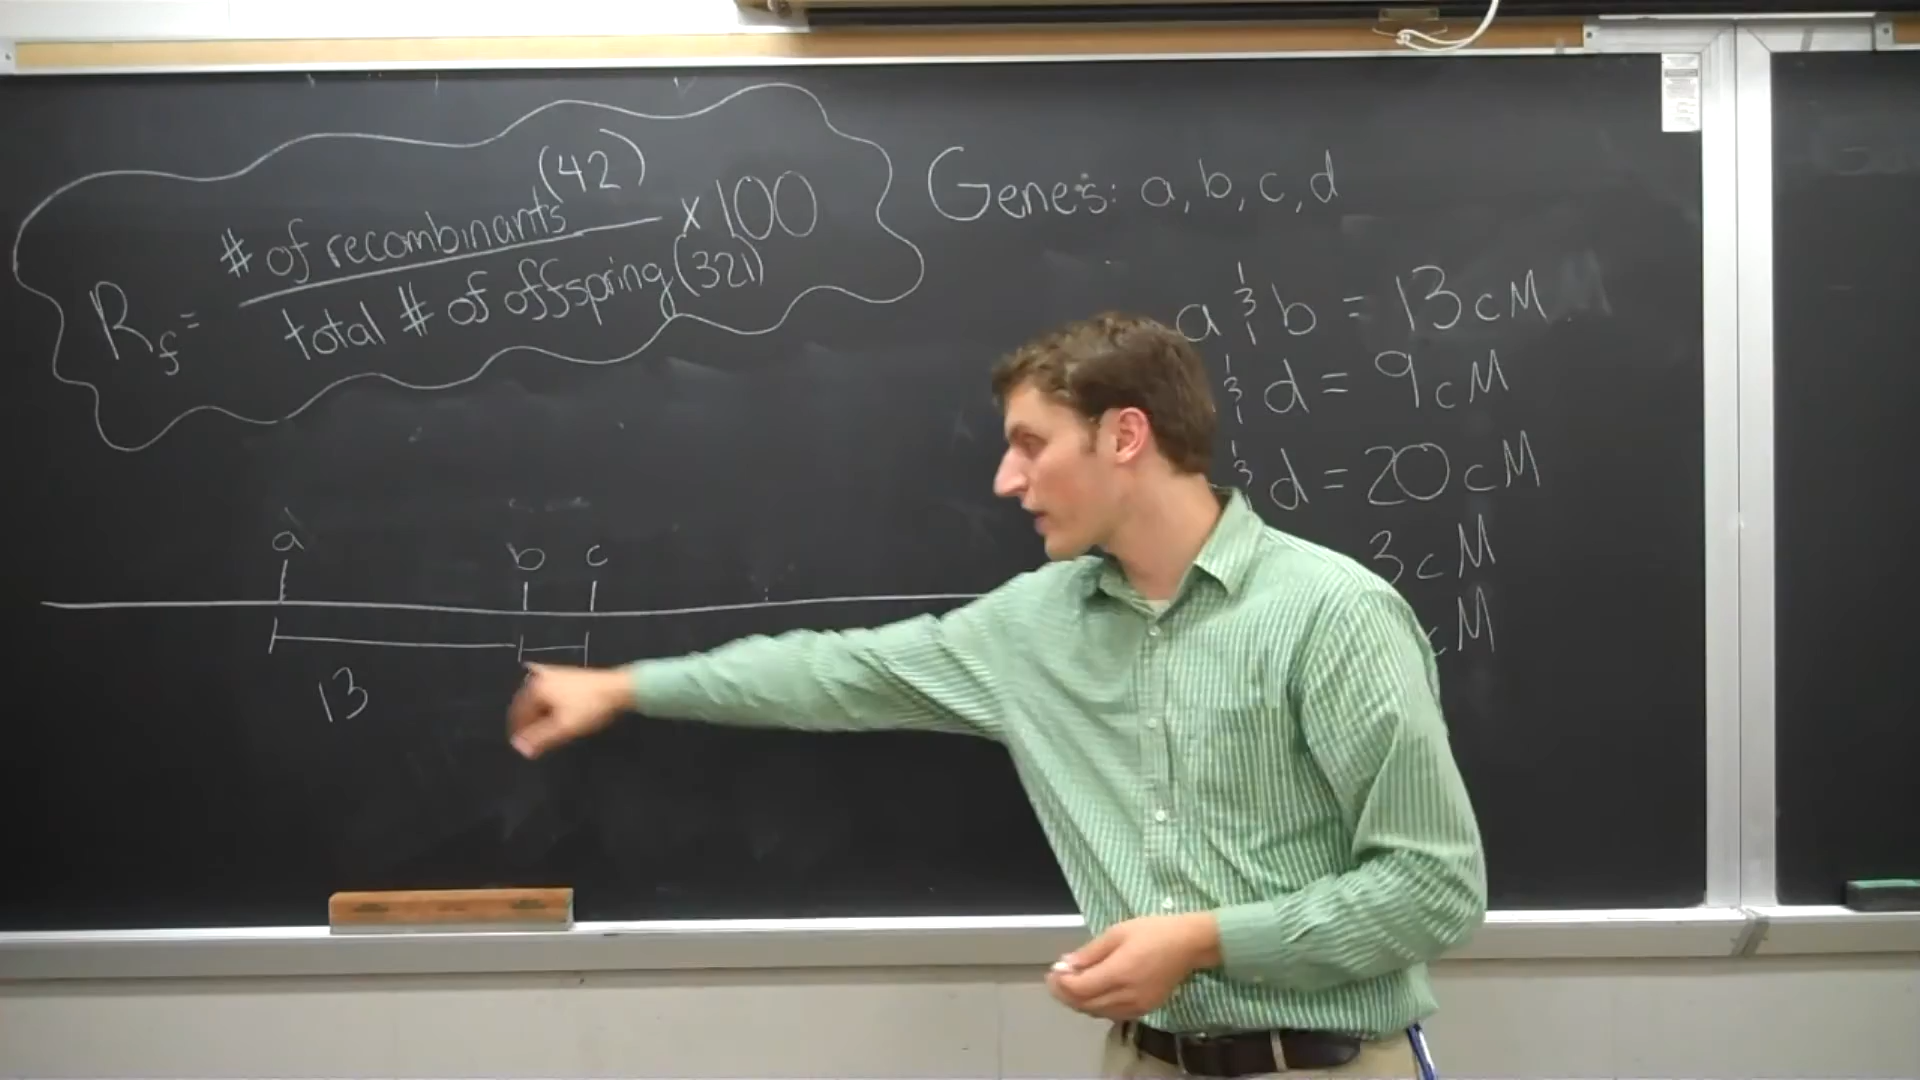 (42)
# of recombinants
Rf =
x 100
total # of offspring (321)
Genes: a, b, c, d
a & b = 13 cM
& d = 9 cM
& d = 20 cM
3 cM
cM
a b c
13